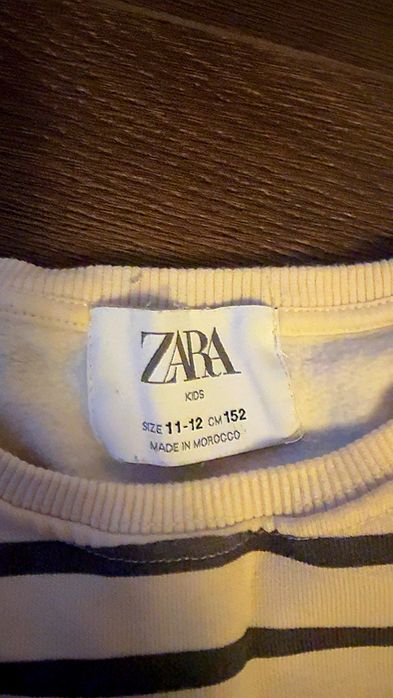 ZARA
KIDS
SIZE 11-12 CM 152
MADE IN MOROCCO